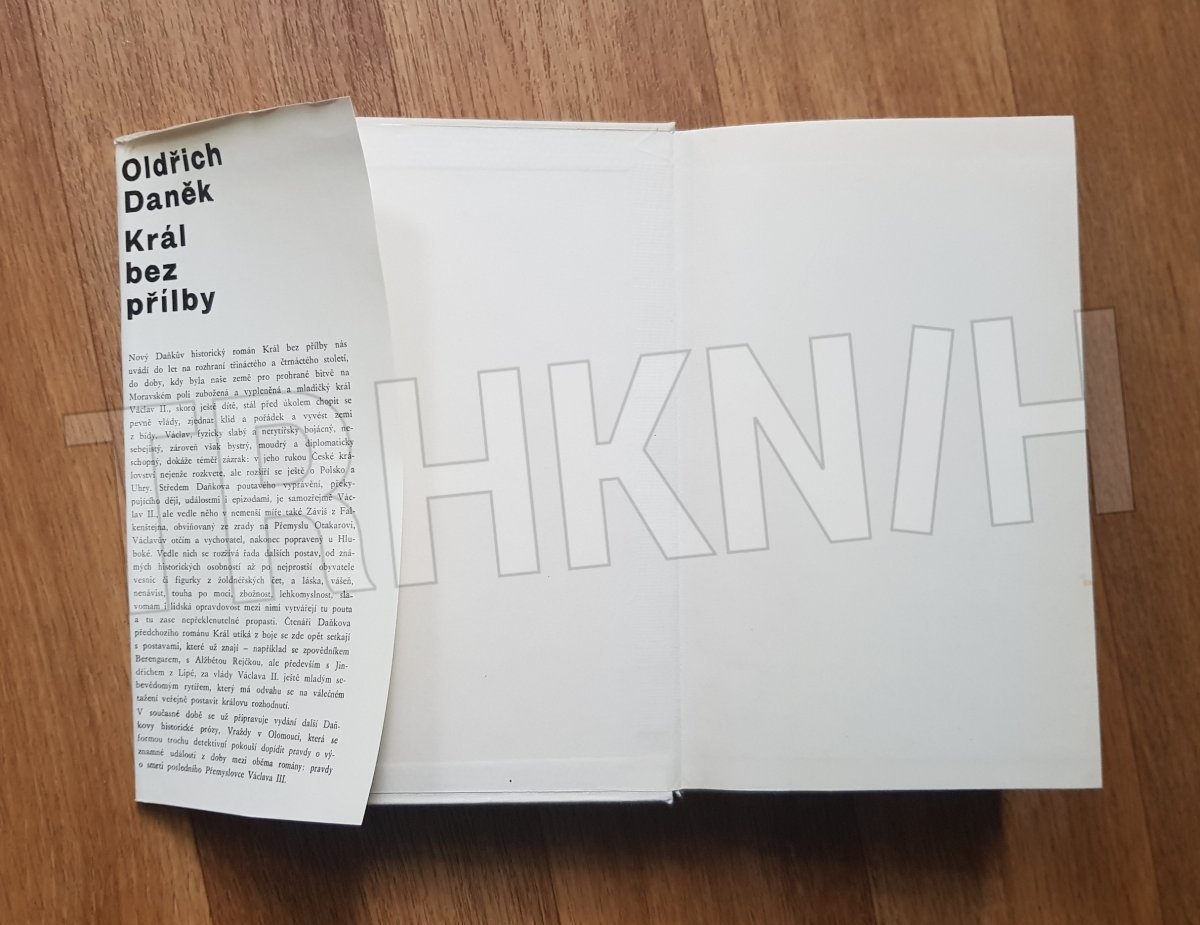 Oldřich
Daněk
Král
bez
přílby
Nový Daňkův historický román Král bez přílby nás
uvádí do let na rozhraní třináctého a čtrnáctého století,
do doby, kdy byla naše země pro prohrané bitvě na
Moravském poli zubožená a vypleněná a mladičký král
Václav II., skoro ještě dítě, stál před úkolem chopit se
pevně vlády, zjednat klid a pořádek a vyvést zemi
z bídy. Václav, fyzicky slabý a nerytířsky bojácný, ne-
sebejistý, zároveň však bystrý, moudrý a diplomaticky
schopný, dokáže téměř zázrak: v jeho rukou České krá-
lovství nejenže rozkvete, ale rozšíří se ještě o Polsko a
Uhry. Středem Daňkova poutavého vyprávění, překy-
pujícího ději, událostmi i epizodami, je samozřejmě Vác-
lav II., ale vedle něho v nemenší míře také Záviš z Fal-
kenštejna, obviňovaný ze zrady na Přemyslu Otakarovi,
Václavův otčím a vychovatel, nakonec popravený u Hlu-
boké. Vedle nich se rozžívá řada dalších postav, od zná-
mých historických osobností až po nejprostší obyvatele
vesnic či figurky z žoldnéřských čet, a láska, vášeň,
nenávist, touha po moci, zbožnost, lehkomyslnost, sla-
vomam i lidská opravdovost mezi nimi vytvářejí tu pouta
a tu zase nepřeklenutelné propasti. Čtenáři Daňkova
předchozího románu Král utíká z boje se zde opět setkají
s postavami, které už znají – například se zpovědníkem
Berengarem, s Alžbětou Rejčkou, ale především s Jin-
dřichem z Lipé, za vlády Václava II. ještě mladým se-
bevědomým rytířem, který má odvahu se na válečném
tažení veřejně postavit královu rozhodnutí.
V současné době se už připravuje vydání další Daň-
kovy historické prózy, Vraždy v Olomouci, která se
formou trochu detektivní pokouší dopídit pravdy o vý-
znamné události z doby mezi oběma romány: pravdy
o smrti posledního Přemyslovce Václava III.
TRHKNIH